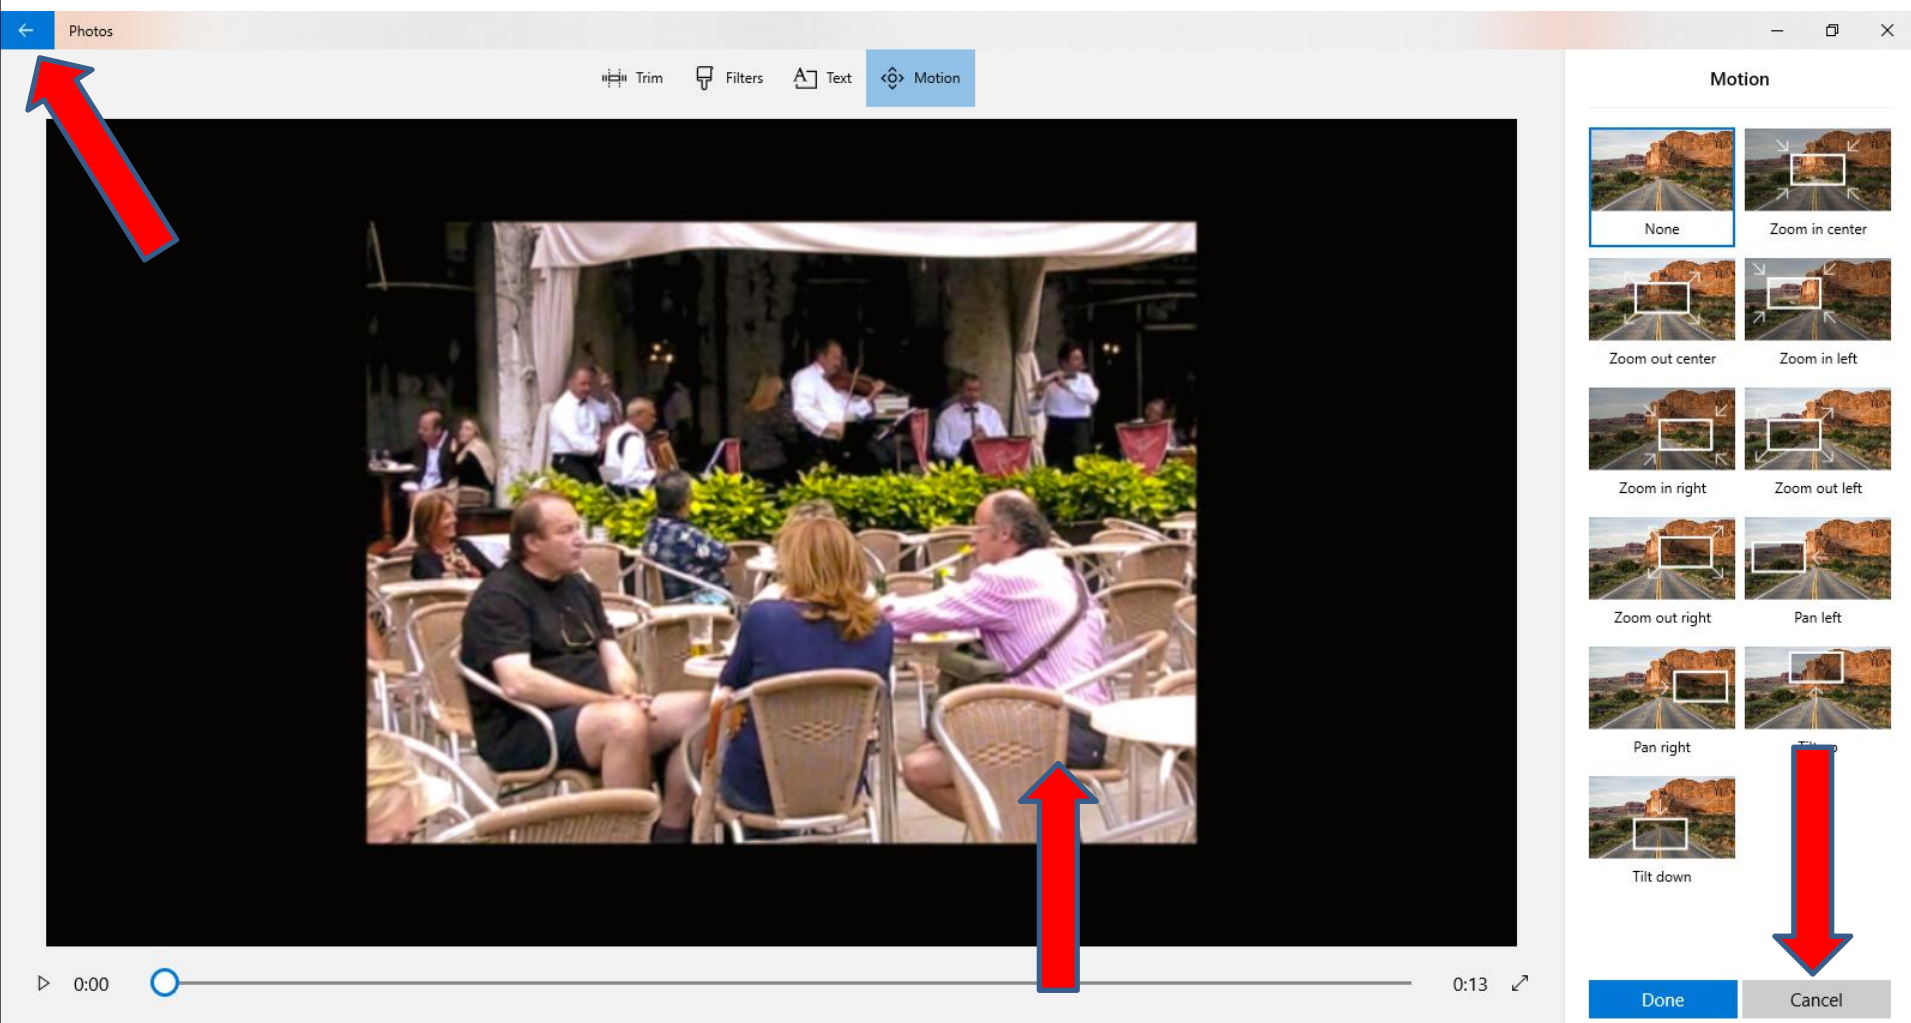 Photos
Trim Filters Text Motion
Motion
None Zoom in center
Zoom out center Zoom in left
Zoom in right Zoom out left
Zoom out right Pan left
Pan right
Tilt down
0:00 0:13
Done Cancel